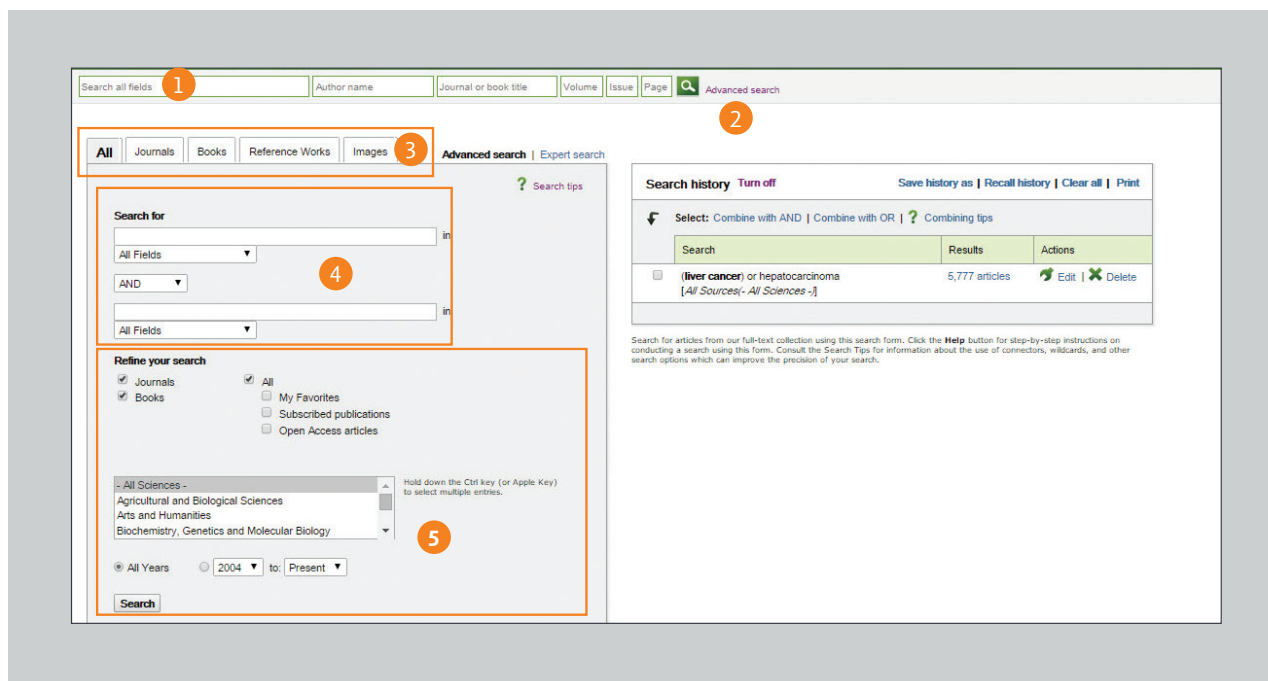 Search all fields 1 Author name Journal or book title Volume Issue Page Advanced search
2
All Journals Books Reference Works Images 3 Advanced search | Expert search
? Search tips
Search for
in
All Fields
4
AND
in
All Fields
Refine your search
Journals All
Books My Favorites
Subscribed publications
Open Access articles
- All Sciences -
Agricultural and Biological Sciences
Arts and Humanities
Biochemistry, Genetics and Molecular Biology
Hold down the Ctrl key (or Apple Key)
to select multiple entries.
5
All Years 2004 to: Present
Search
Search history Turn off Save history as | Recall history | Clear all | Print
Select: Combine with AND | Combine with OR | ? Combining tips
Search Results Actions
(liver cancer) or hepatocarcinoma 5,777 articles Edit | Delete
[All Sources(- All Sciences -)]
Search for articles from our full-text collection using this search form. Click the Help button for step-by-step instructions on
conducting a search using this form. Consult the Search Tips for information about the use of connectors, wildcards, and other
search options which can improve the precision of your search.